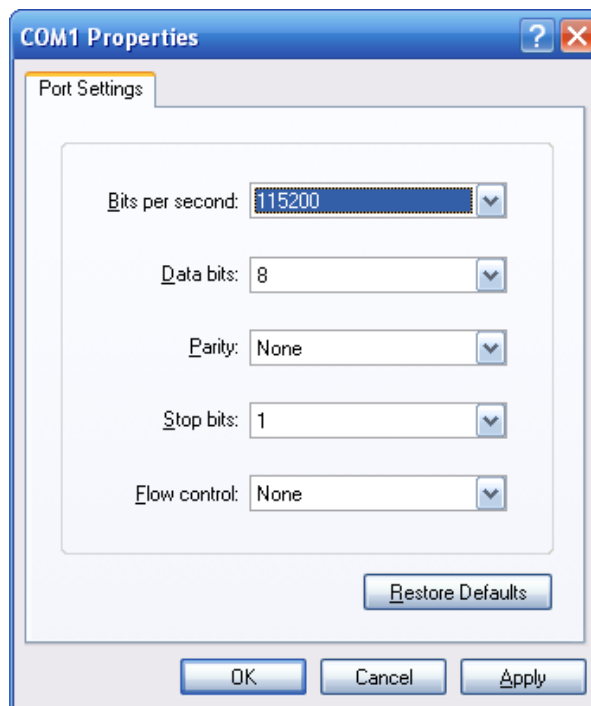 COM1 Properties
Port Settings
Bits per second: 115200
Data bits: 8
Parity: None
Stop bits: 1
Flow control: None
Restore Defaults
OK Cancel Apply